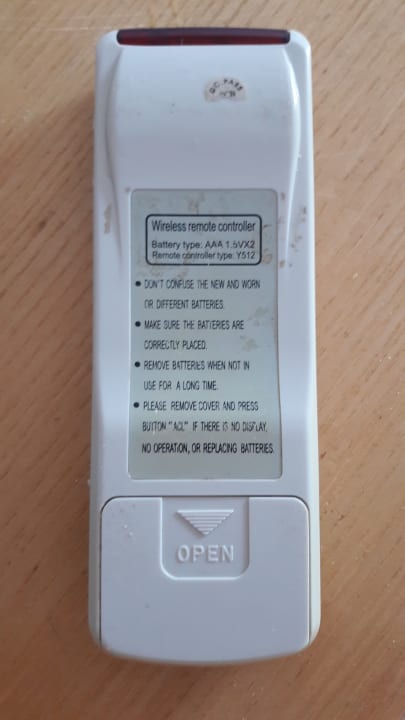 QC PASS
Wireless remote controller
Battery type: AAA 1.5VX2
Remote controller type: Y512
● DON'T CONFUSE THE NEW AND WORN
OR DIFFERENT BATTERIES.
● MAKE SURE THE BATTERIES ARE
CORRECTLY PLACED.
● REMOVE BATTERIES WHEN NOT IN
USE FOR A LONG TIME.
● PLEASE REMOVE COVER AND PRESS
BUTTON "ACL" IF THERE IS NO DISPLAY,
NO OPERATION, OR REPLACING BATTERIES.
OPEN